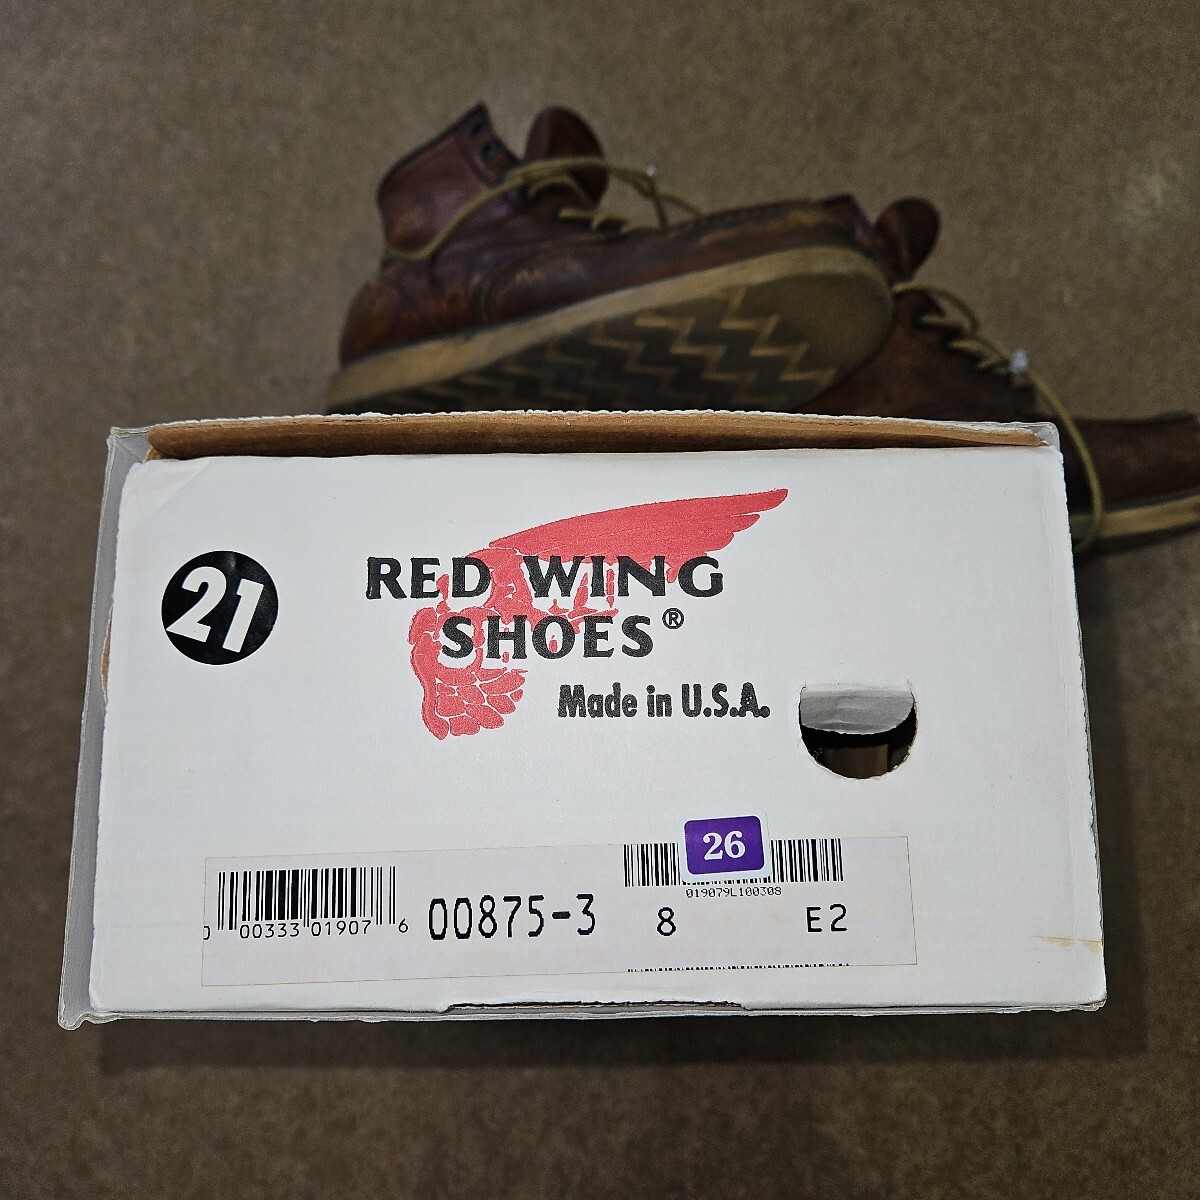 21
RED WING
SHOES®
Made in U.S.A.
26
019079L100308
0 00333 01907 6
00875-3
8
E2